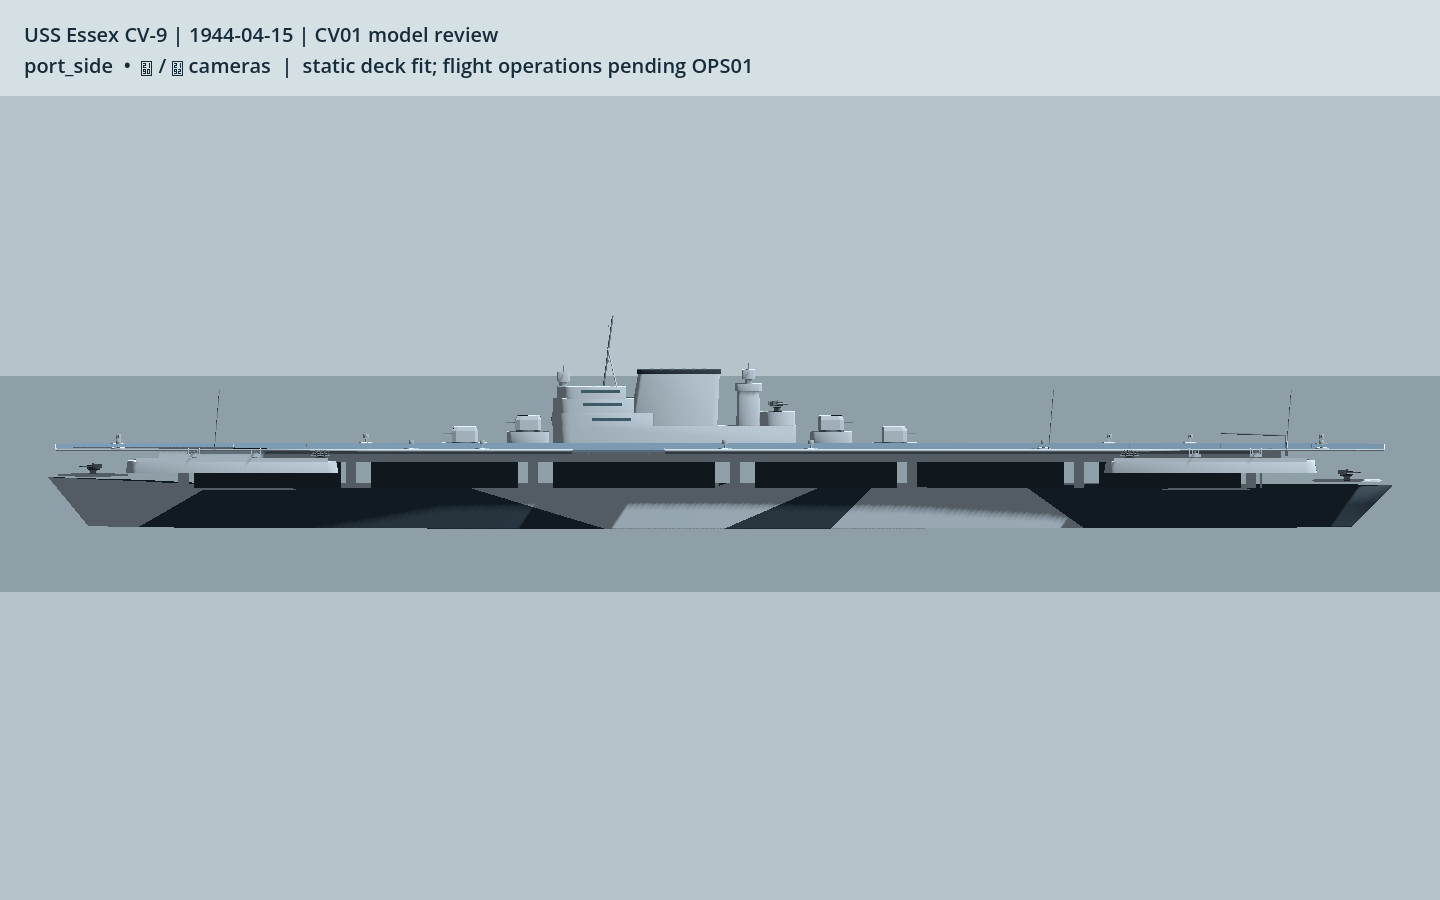 USS Essex CV-9 | 1944-04-15 | CV01 model review
port_side • / cameras | static deck fit; flight operations pending OPS01